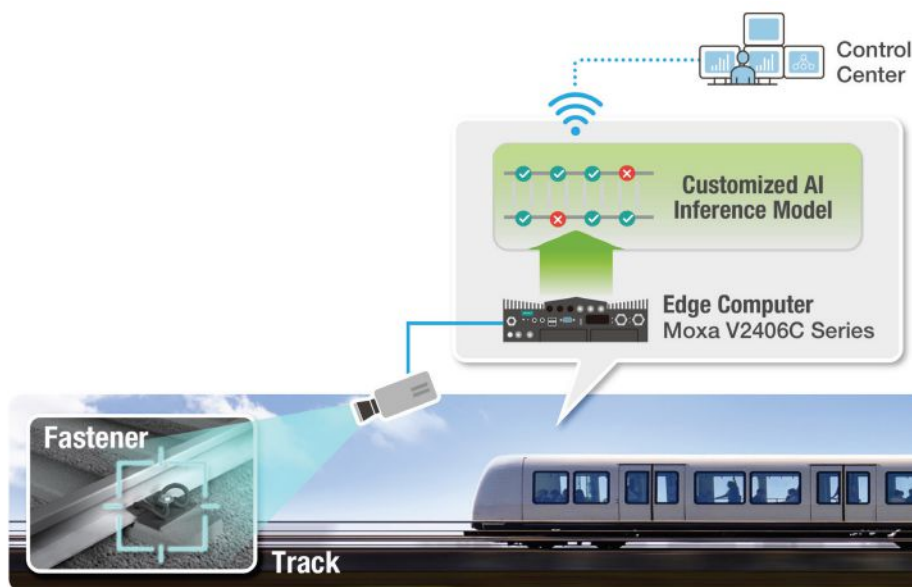 Control
Center
Customized AI
Inference Model
Edge Computer
Moxa V2406C Series
Fastener
Track